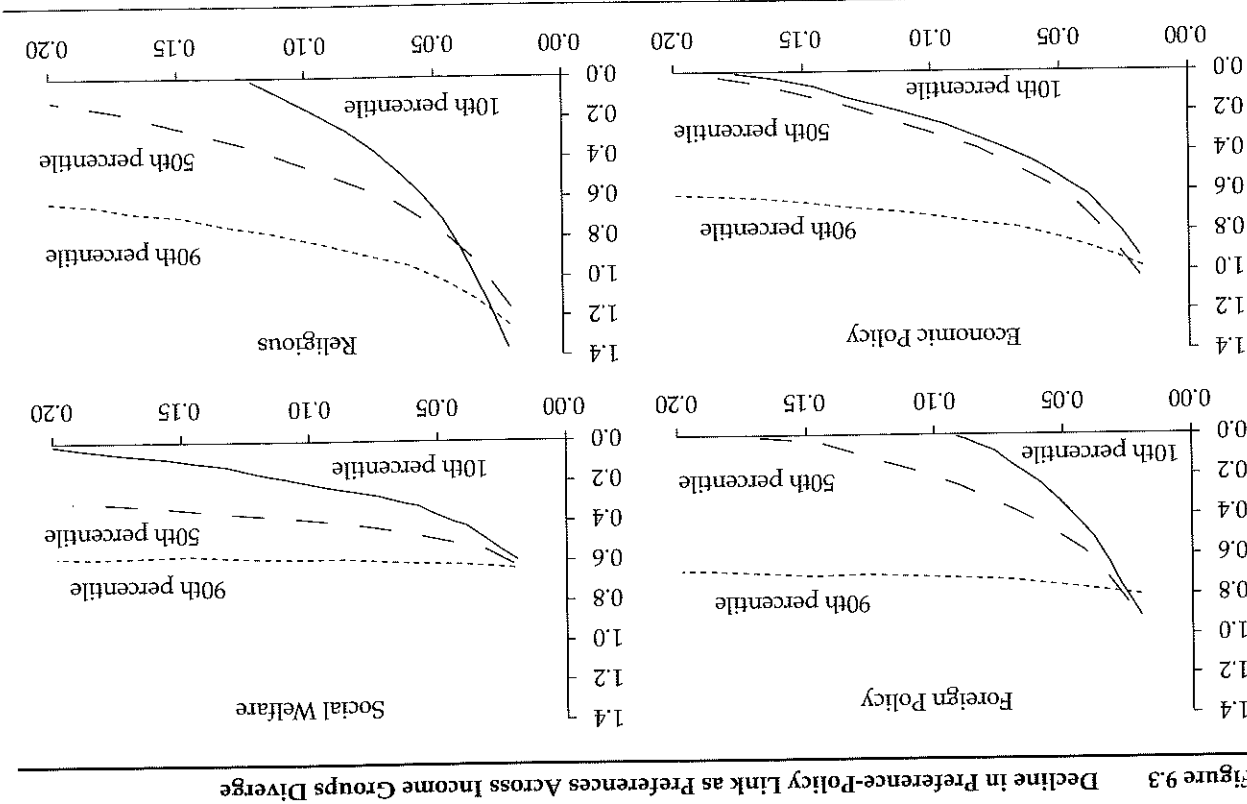 Figure 9.3 Decline in Preference-Policy Link as Preferences Across Income Groups Diverge
Foreign Policy
1.4
1.2
1.0
0.8
0.6
0.4
0.2
0.0
90th percentile
50th percentile
10th percentile
0.00 0.05 0.10 0.15 0.20
Social Welfare
1.4
1.2
1.0
0.8
0.6
0.4
0.2
0.0
90th percentile
50th percentile
10th percentile
0.00 0.05 0.10 0.15 0.20
Economic Policy
1.4
1.2
1.0
0.8
0.6
0.4
0.2
0.0
90th percentile
50th percentile
10th percentile
0.00 0.05 0.10 0.15 0.20
Religious
1.4
1.2
1.0
0.8
0.6
0.4
0.2
0.0
90th percentile
50th percentile
10th percentile
0.00 0.05 0.10 0.15 0.20